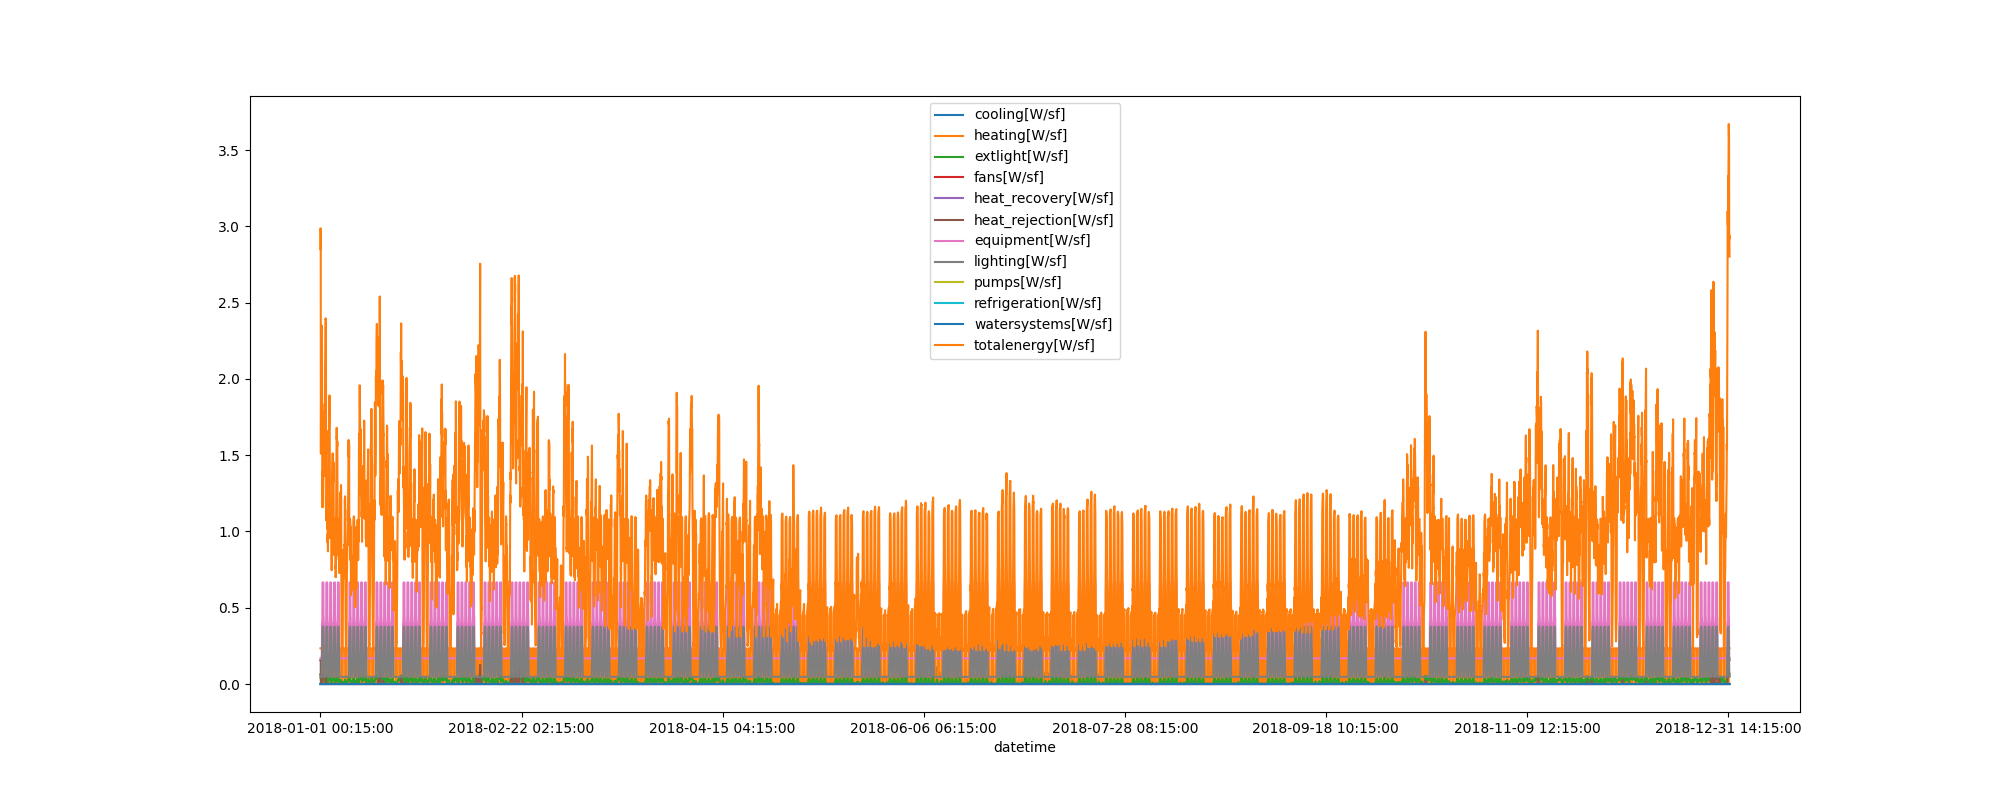 cooling[W/sf]
heating[W/sf]
extlight[W/sf]
fans[W/sf]
heat_recovery[W/sf]
heat_rejection[W/sf]
equipment[W/sf]
lighting[W/sf]
pumps[W/sf]
refrigeration[W/sf]
watersystems[W/sf]
totalenergy[W/sf]
3.5
3.0
2.5
2.0
1.5
1.0
0.5
0.0
2018-01-01 00:15:00 2018-02-22 02:15:00 2018-04-15 04:15:00 2018-06-06 06:15:00 2018-07-28 08:15:00 2018-09-18 10:15:00 2018-11-09 12:15:00 2018-12-31 14:15:00
datetime